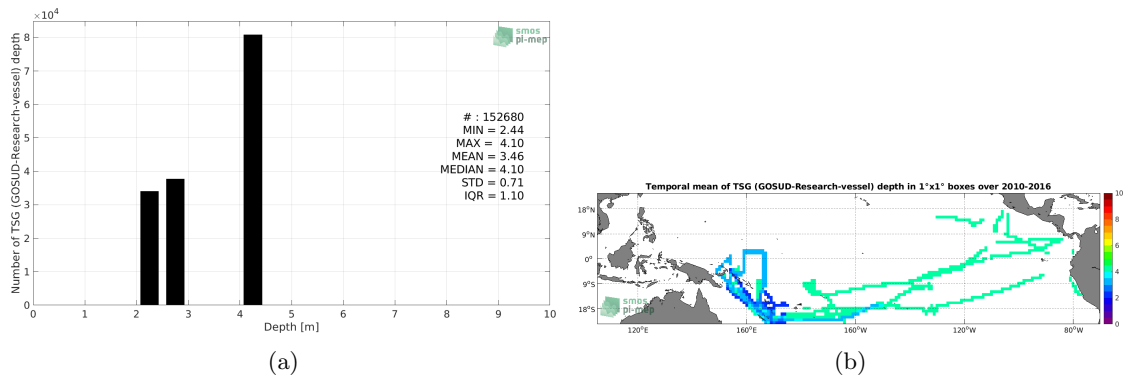 ×10⁴
8
7
6
5
4
3
2
1
0
Number of TSG (GOSUD-Research-vessel) depth
smos
pi-mep
# : 152680
MIN = 2.44
MAX = 4.10
MEAN = 3.46
MEDIAN = 4.10
STD = 0.71
IQR = 1.10
0 1 2 3 4 5 6 7 8 9 10
Depth [m]
(a)
Temporal mean of TSG (GOSUD-Research-vessel) depth in 1°x1° boxes over 2010-2016
18°N
9°N
0°
9°S
18°S
smos
pi-mep
120°E 160°E 160°W 120°W 80°W
10
8
6
4
2
0
(b)